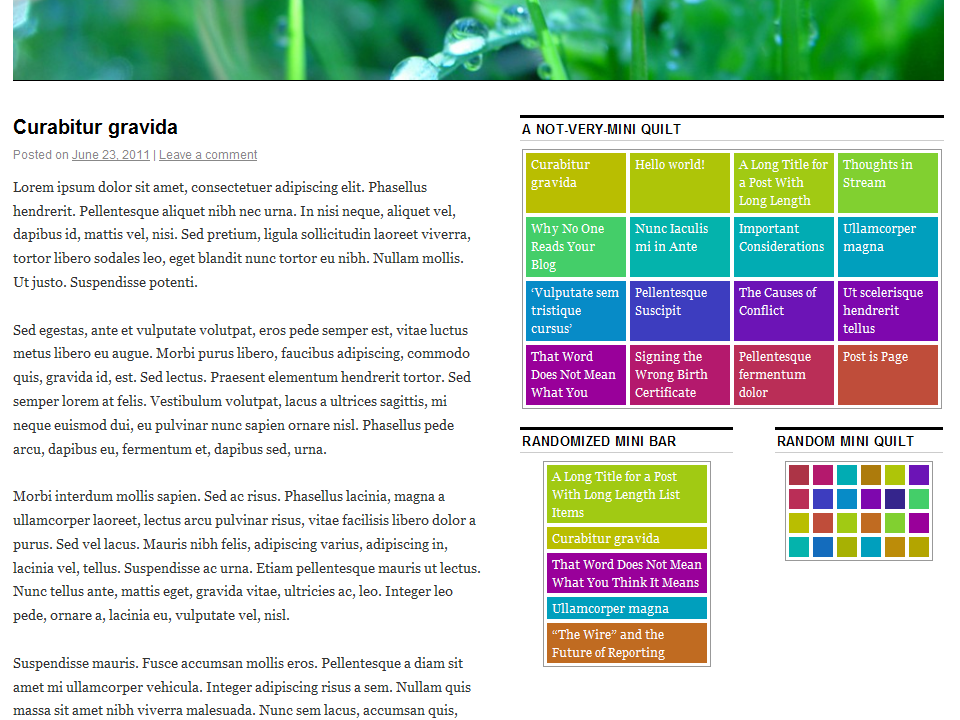 Curabitur gravida
Posted on June 23, 2011 | Leave a comment
Lorem ipsum dolor sit amet, consectetuer adipiscing elit. Phasellus
hendrerit. Pellentesque aliquet nibh nec urna. In nisi neque, aliquet vel,
dapibus id, mattis vel, nisi. Sed pretium, ligula sollicitudin laoreet viverra,
tortor libero sodales leo, eget blandit nunc tortor eu nibh. Nullam mollis.
Ut justo. Suspendisse potenti.
Sed egestas, ante et vulputate volutpat, eros pede semper est, vitae luctus
metus libero eu augue. Morbi purus libero, faucibus adipiscing, commodo
quis, gravida id, est. Sed lectus. Praesent elementum hendrerit tortor. Sed
semper lorem at felis. Vestibulum volutpat, lacus a ultrices sagittis, mi
neque euismod dui, eu pulvinar nunc sapien ornare nisl. Phasellus pede
arcu, dapibus eu, fermentum et, dapibus sed, urna.
Morbi interdum mollis sapien. Sed ac risus. Phasellus lacinia, magna a
ullamcorper laoreet, lectus arcu pulvinar risus, vitae facilisis libero dolor a
purus. Sed vel lacus. Mauris nibh felis, adipiscing varius, adipiscing in,
lacinia vel, tellus. Suspendisse ac urna. Etiam pellentesque mauris ut lectus.
Nunc tellus ante, mattis eget, gravida vitae, ultricies ac, leo. Integer leo
pede, ornare a, lacinia eu, vulputate vel, nisl.
Suspendisse mauris. Fusce accumsan mollis eros. Pellentesque a diam sit
amet mi ullamcorper vehicula. Integer adipiscing risus a sem. Nullam quis
massa sit amet nibh viverra malesuada. Nunc sem lacus, accumsan quis,
A NOT-VERY-MINI QUILT
Curabitur
gravida
Hello world!
A Long Title for
a Post With
Long Length
Thoughts in
Stream
Why No One
Reads Your
Blog
Nunc Iaculis
mi in Ante
Important
Considerations
Ullamcorper
magna
‘Vulputate sem
tristique
cursus’
Pellentesque
Suscipit
The Causes of
Conflict
Ut scelerisque
hendrerit
tellus
That Word
Does Not Mean
What You
Signing the
Wrong Birth
Certificate
Pellentesque
fermentum
dolor
Post is Page
RANDOMIZED MINI BAR
A Long Title for a Post
With Long Length List
Items
Curabitur gravida
That Word Does Not Mean
What You Think It Means
Ullamcorper magna
“The Wire” and the
Future of Reporting
RANDOM MINI QUILT